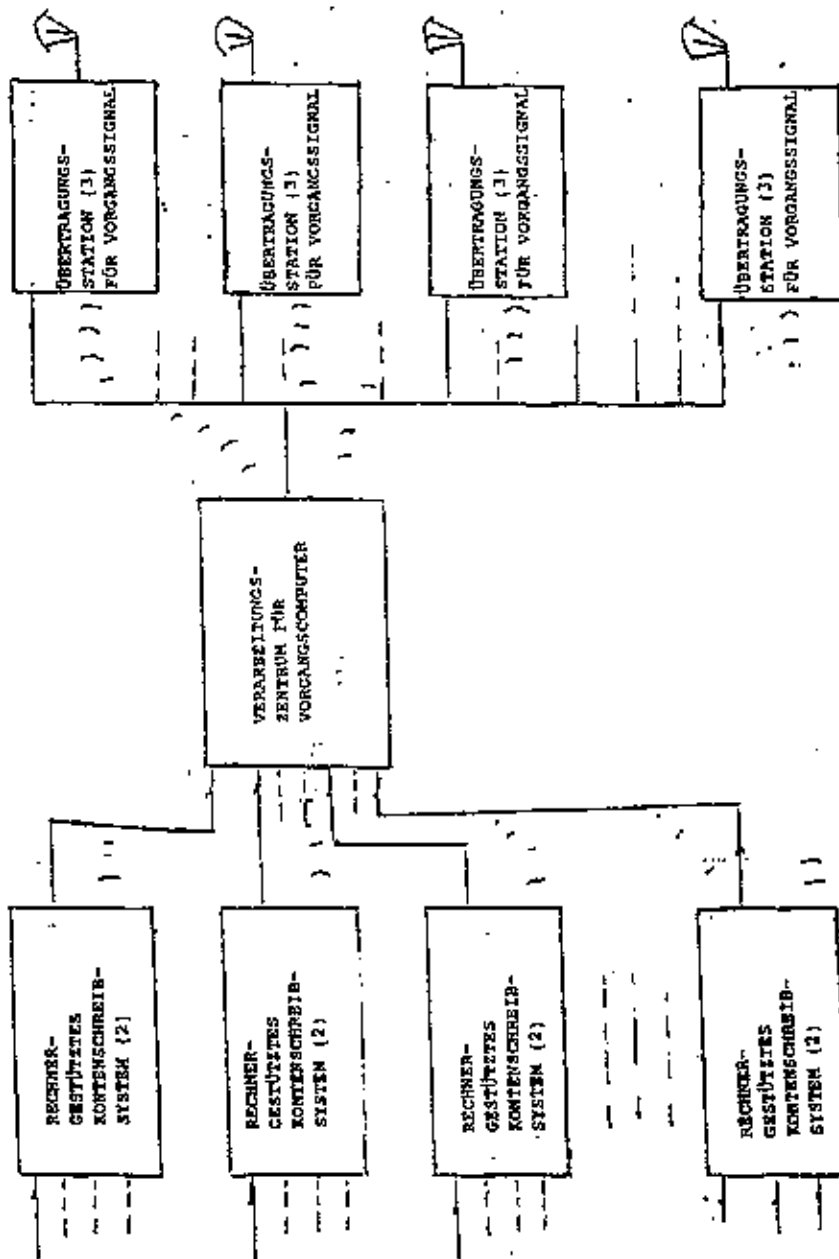 ÜBERTRAGUNGS-
STATION (3)
FÜR VORGANGSSIGNAL
ÜBERTRAGUNGS-
STATION (3)
FÜR VORGANGSSIGNAL
ÜBERTRAGUNGS-
STATION (3)
FÜR VORGANGSSIGNAL
ÜBERTRAGUNGS-
STATION (3)
FÜR VORGANGSSIGNAL
VERARBEITUNGS-
ZENTRUM FÜR
VORGANGSCOMPUTER
RECHNER-
GESTÜTZTES
KONTENSCHREIB-
SYSTEM (2)
RECHNER-
GESTÜTZTES
KONTENSCHREIB-
SYSTEM (2)
RECHNER-
GESTÜTZTES
KONTENSCHREIB-
SYSTEM (2)
RECHNER-
GESTÜTZTES
KONTENSCHREIB-
SYSTEM (2)